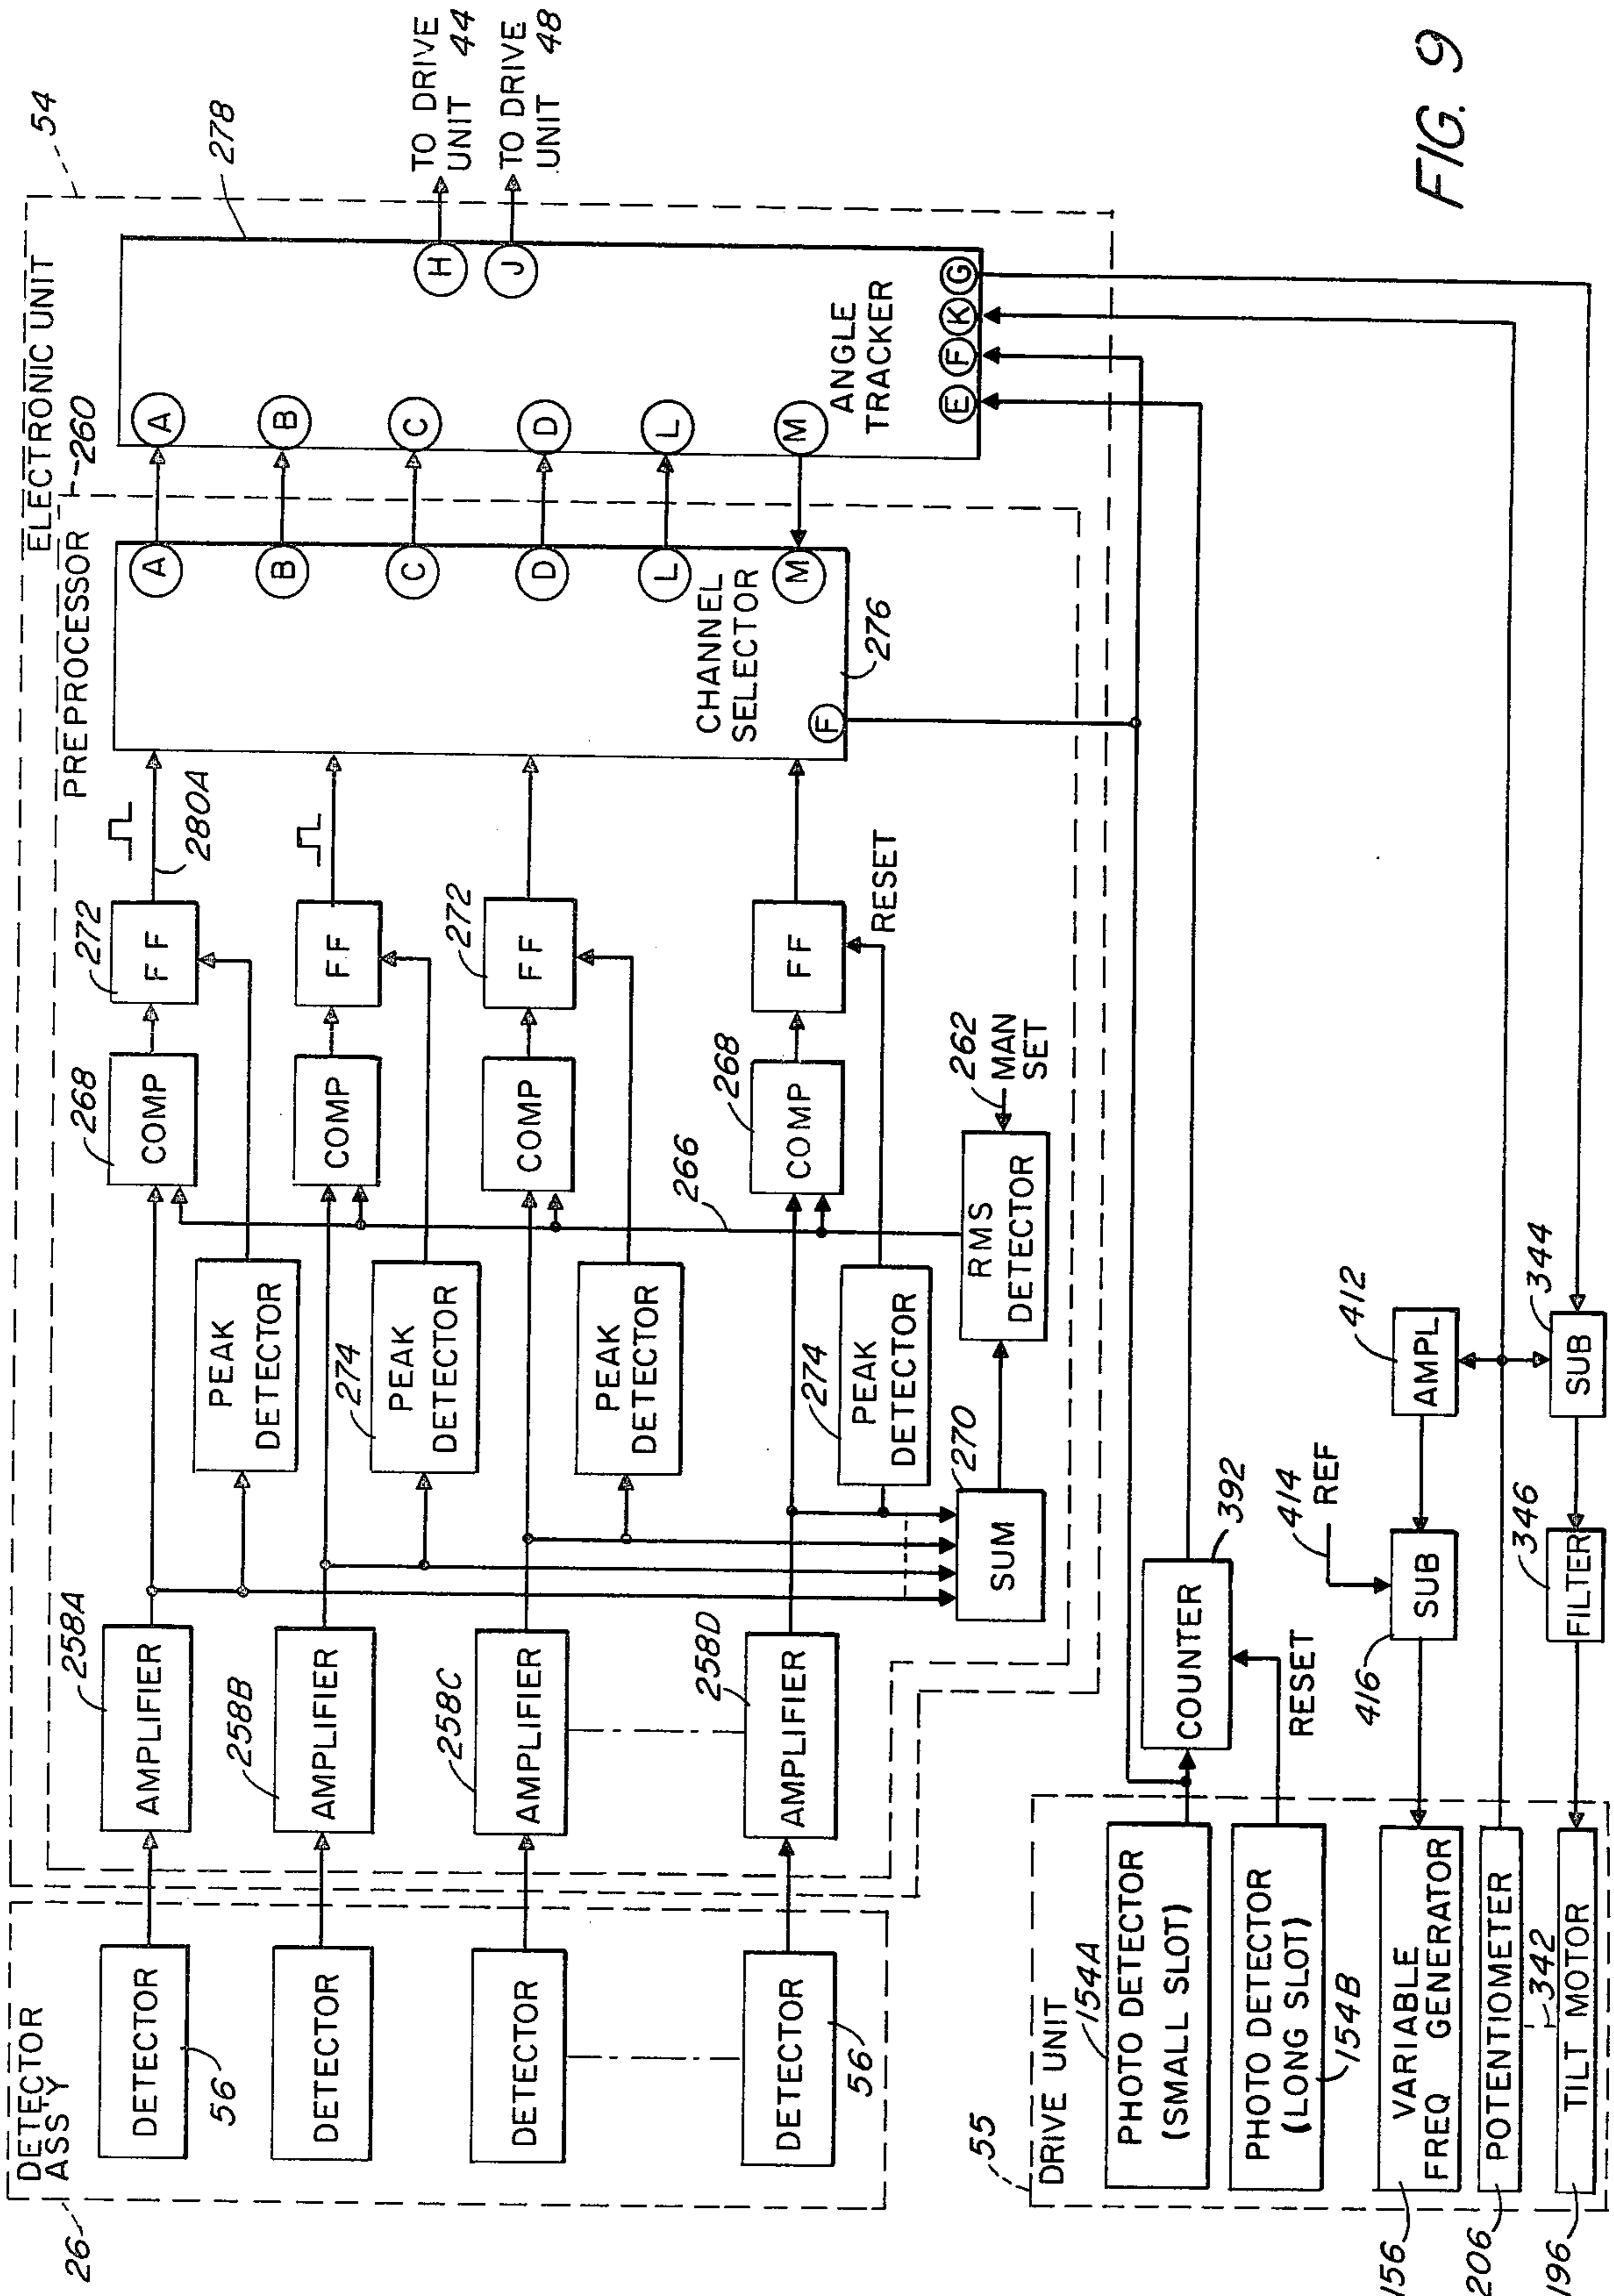 26
DETECTOR
ASS'Y
DETECTOR
56
DETECTOR
DETECTOR
DETECTOR
56
ELECTRONIC UNIT
54
PREPROCESSOR
260
258A
AMPLIFIER
258B
AMPLIFIER
258C
AMPLIFIER
258D
AMPLIFIER
PEAK
DETECTOR
274
PEAK
DETECTOR
PEAK
DETECTOR
274
PEAK
DETECTOR
270
SUM
RMS
DETECTOR
262
MAN
SET
266
268
COMP
COMP
COMP
268
COMP
272
FF
FF
272
FF
FF
RESET
280A
CHANNEL
SELECTOR
276
F
A
B
C
D
L
M
A
B
C
D
L
M
278
ANGLE
TRACKER
H
J
E
F
K
G
TO DRIVE
UNIT 44
TO DRIVE
UNIT 48
55
DRIVE UNIT
PHOTO DETECTOR
(SMALL SLOT)
154A
PHOTO DETECTOR
(LONG SLOT)
154B
VARIABLE
FREQ GENERATOR
156
POTENTIOMETER
206
342
TILT MOTOR
196
COUNTER
392
RESET
416
SUB
414
REF
AMPL
412
346
FILTER
SUB
344
FIG. 9